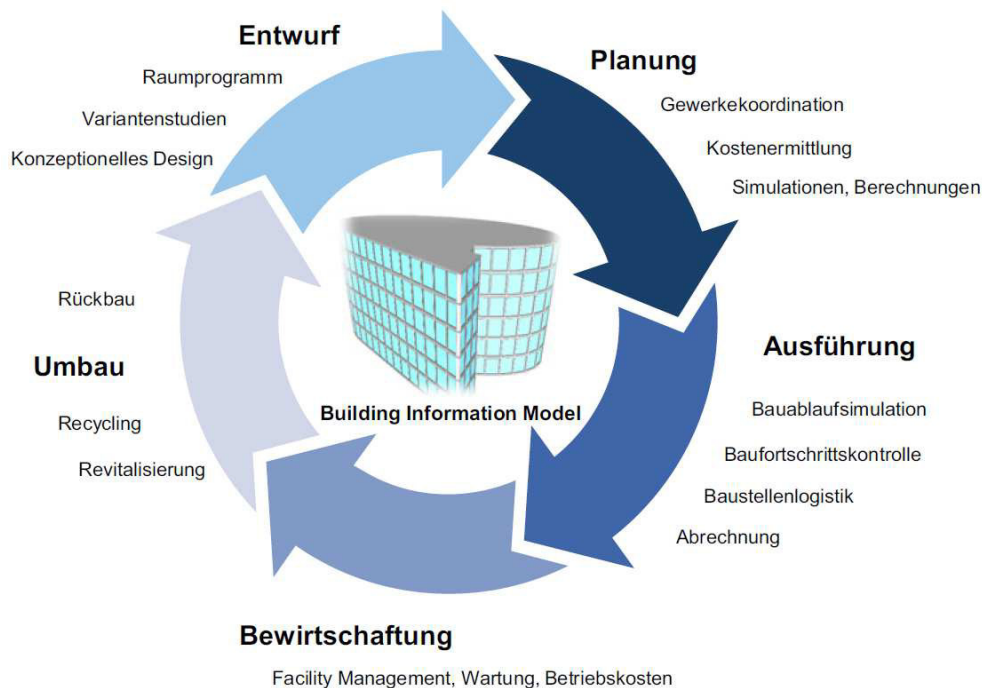 Entwurf
Raumprogramm
Variantenstudien
Konzeptionelles Design
Planung
Gewerkekoordination
Kostenermittlung
Simulationen, Berechnungen
Ausführung
Bauablaufsimulation
Baufortschrittskontrolle
Baustellenlogistik
Abrechnung
Bewirtschaftung
Facility Management, Wartung, Betriebskosten
Rückbau
Umbau
Recycling
Revitalisierung
Building Information Model